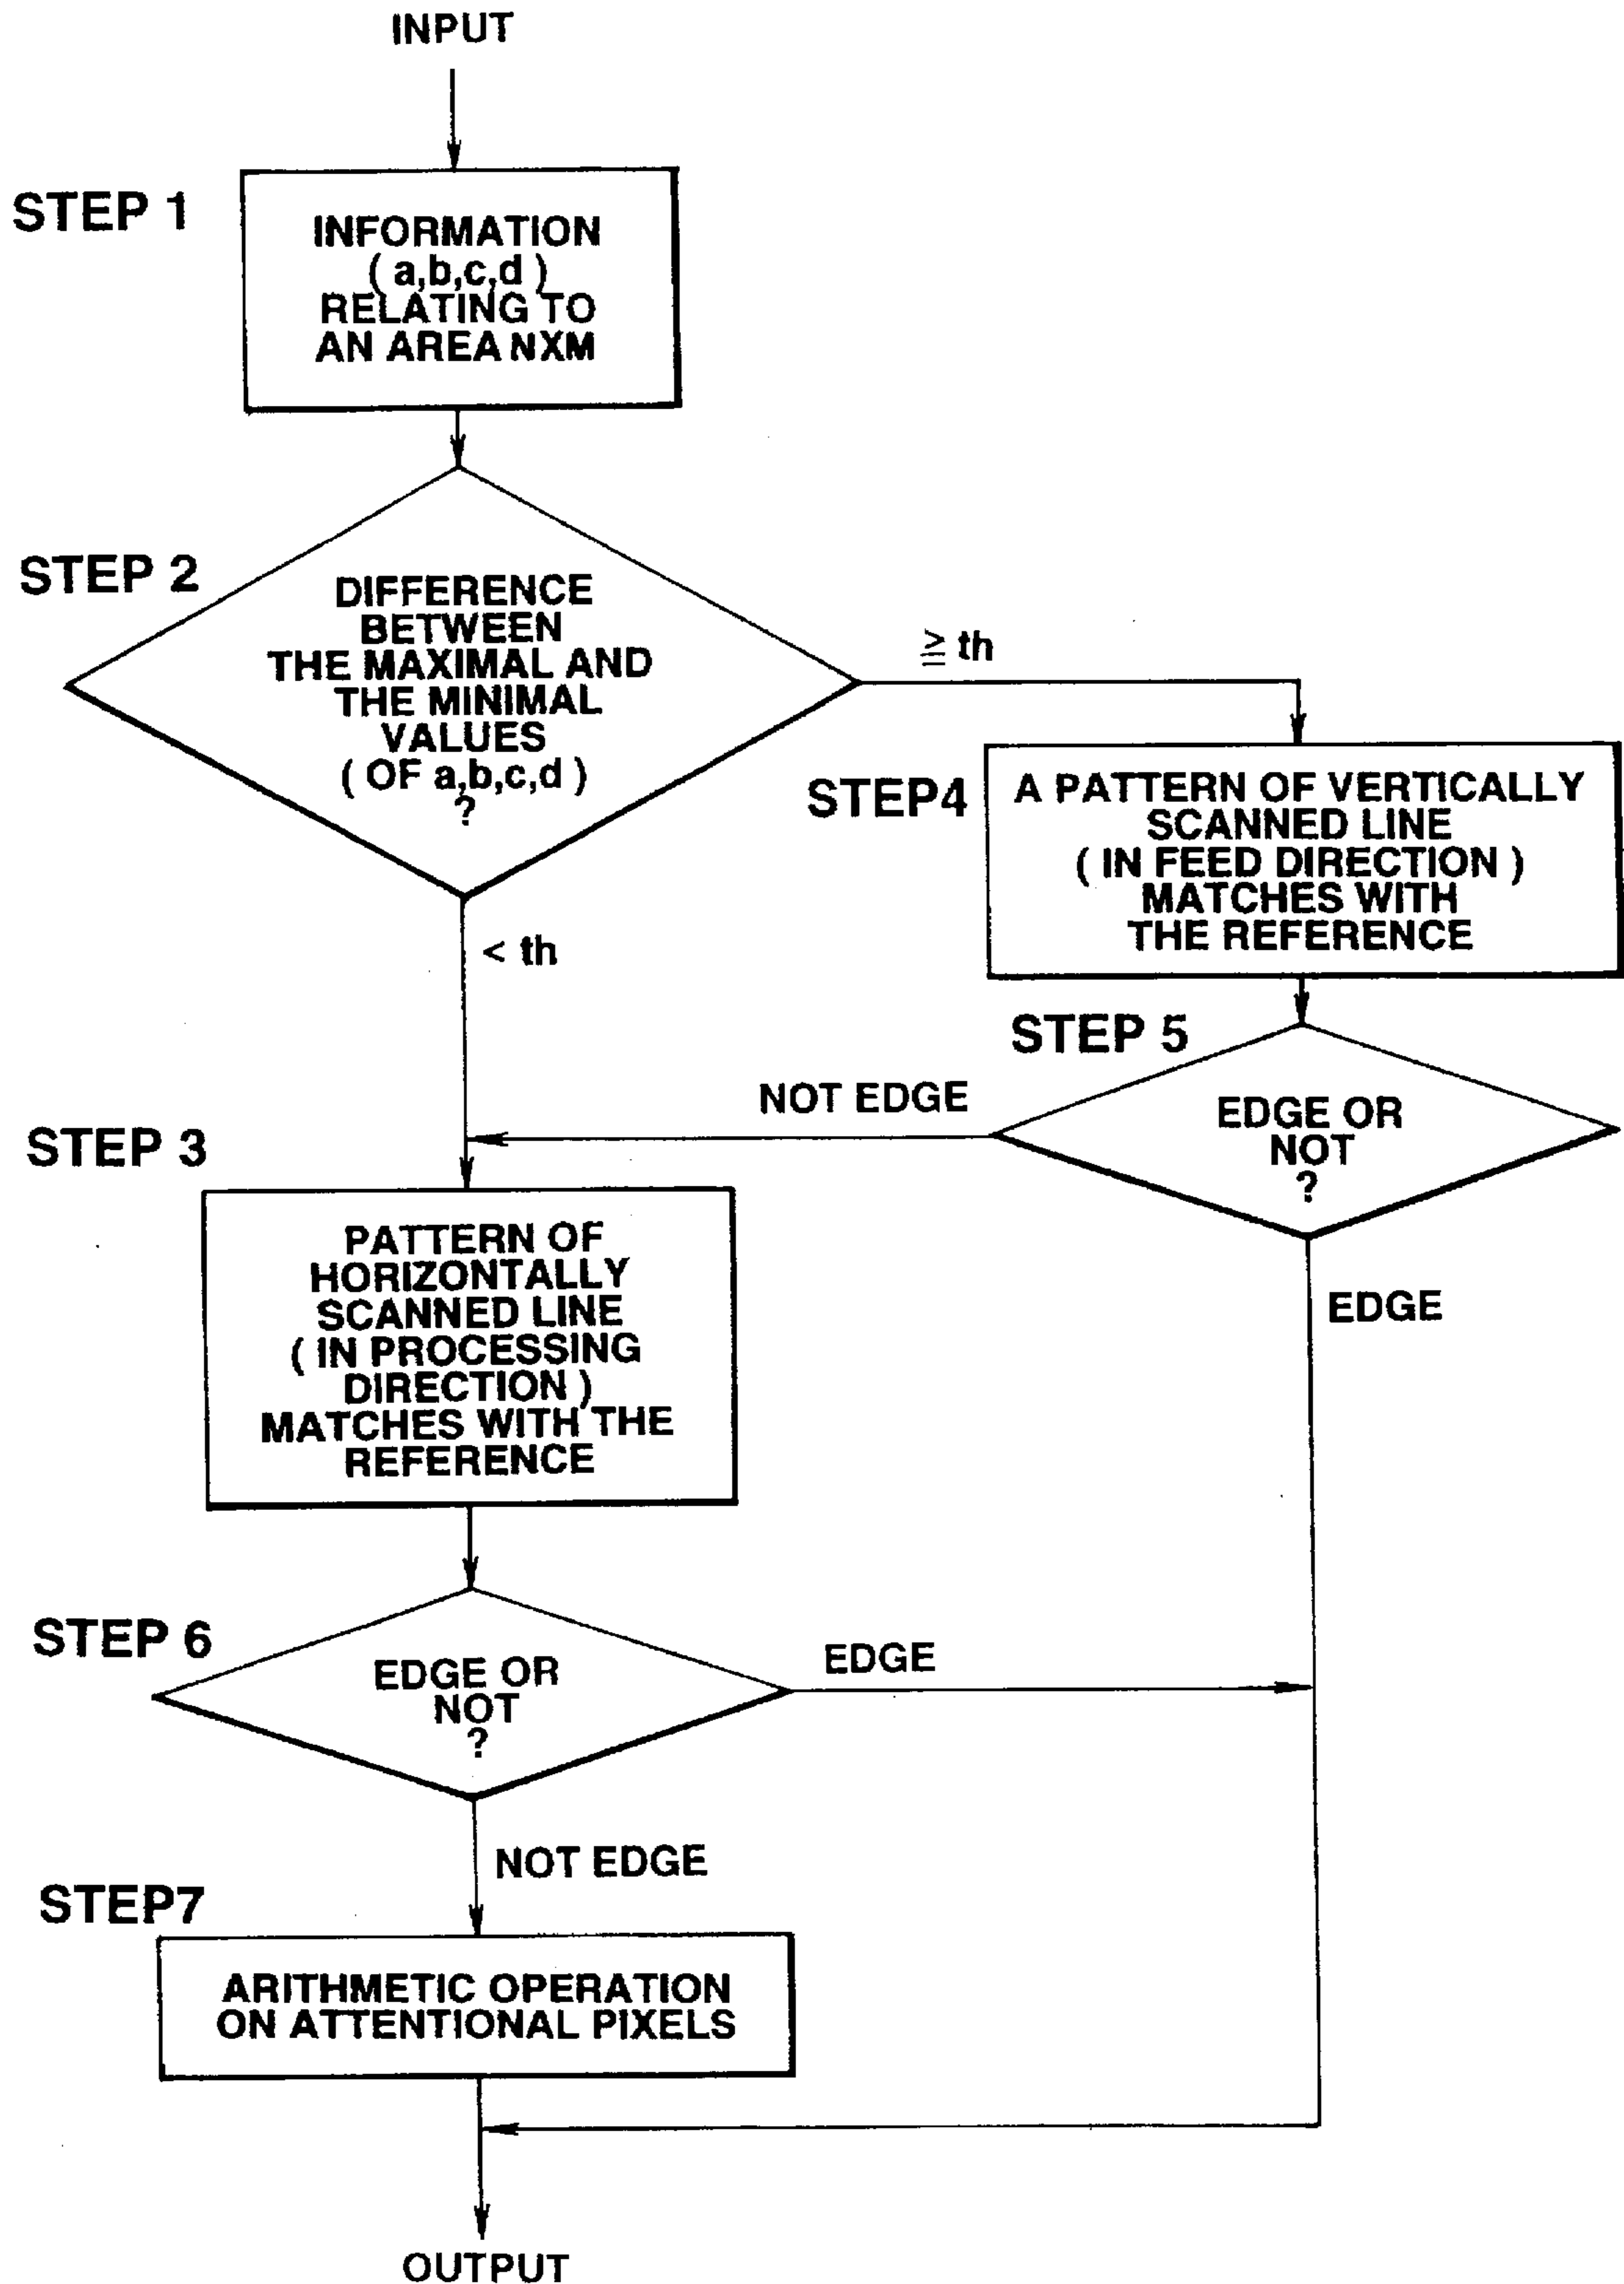 INPUT
STEP 1
INFORMATION
( a,b,c,d )
RELATING TO
AN AREA NXM
STEP 2
DIFFERENCE
BETWEEN
THE MAXIMAL AND
THE MINIMAL
VALUES
( OF a,b,c,d )
?
≧ th
< th
STEP4
A PATTERN OF VERTICALLY
SCANNED LINE
( IN FEED DIRECTION )
MATCHES WITH
THE REFERENCE
STEP 5
EDGE OR
NOT
?
NOT EDGE
EDGE
STEP 3
PATTERN OF
HORIZONTALLY
SCANNED LINE
( IN PROCESSING
DIRECTION )
MATCHES WITH THE
REFERENCE
STEP 6
EDGE OR
NOT
?
EDGE
NOT EDGE
STEP7
ARITHMETIC OPERATION
ON ATTENTIONAL PIXELS
OUTPUT